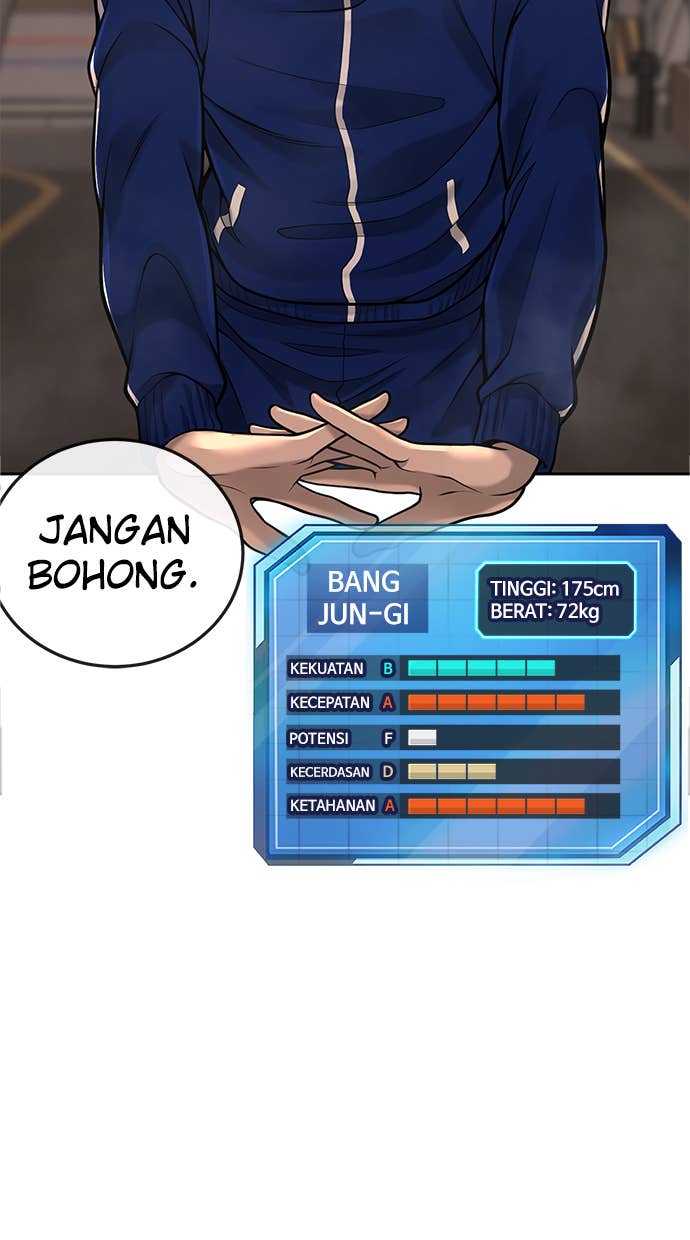 JANGAN
BOHONG.
BANG
JUN-GI
TINGGI: 175cm
BERAT: 72kg
KEKUATAN B
KECEPATAN A
POTENSI F
KECERDASAN D
KETAHANAN A